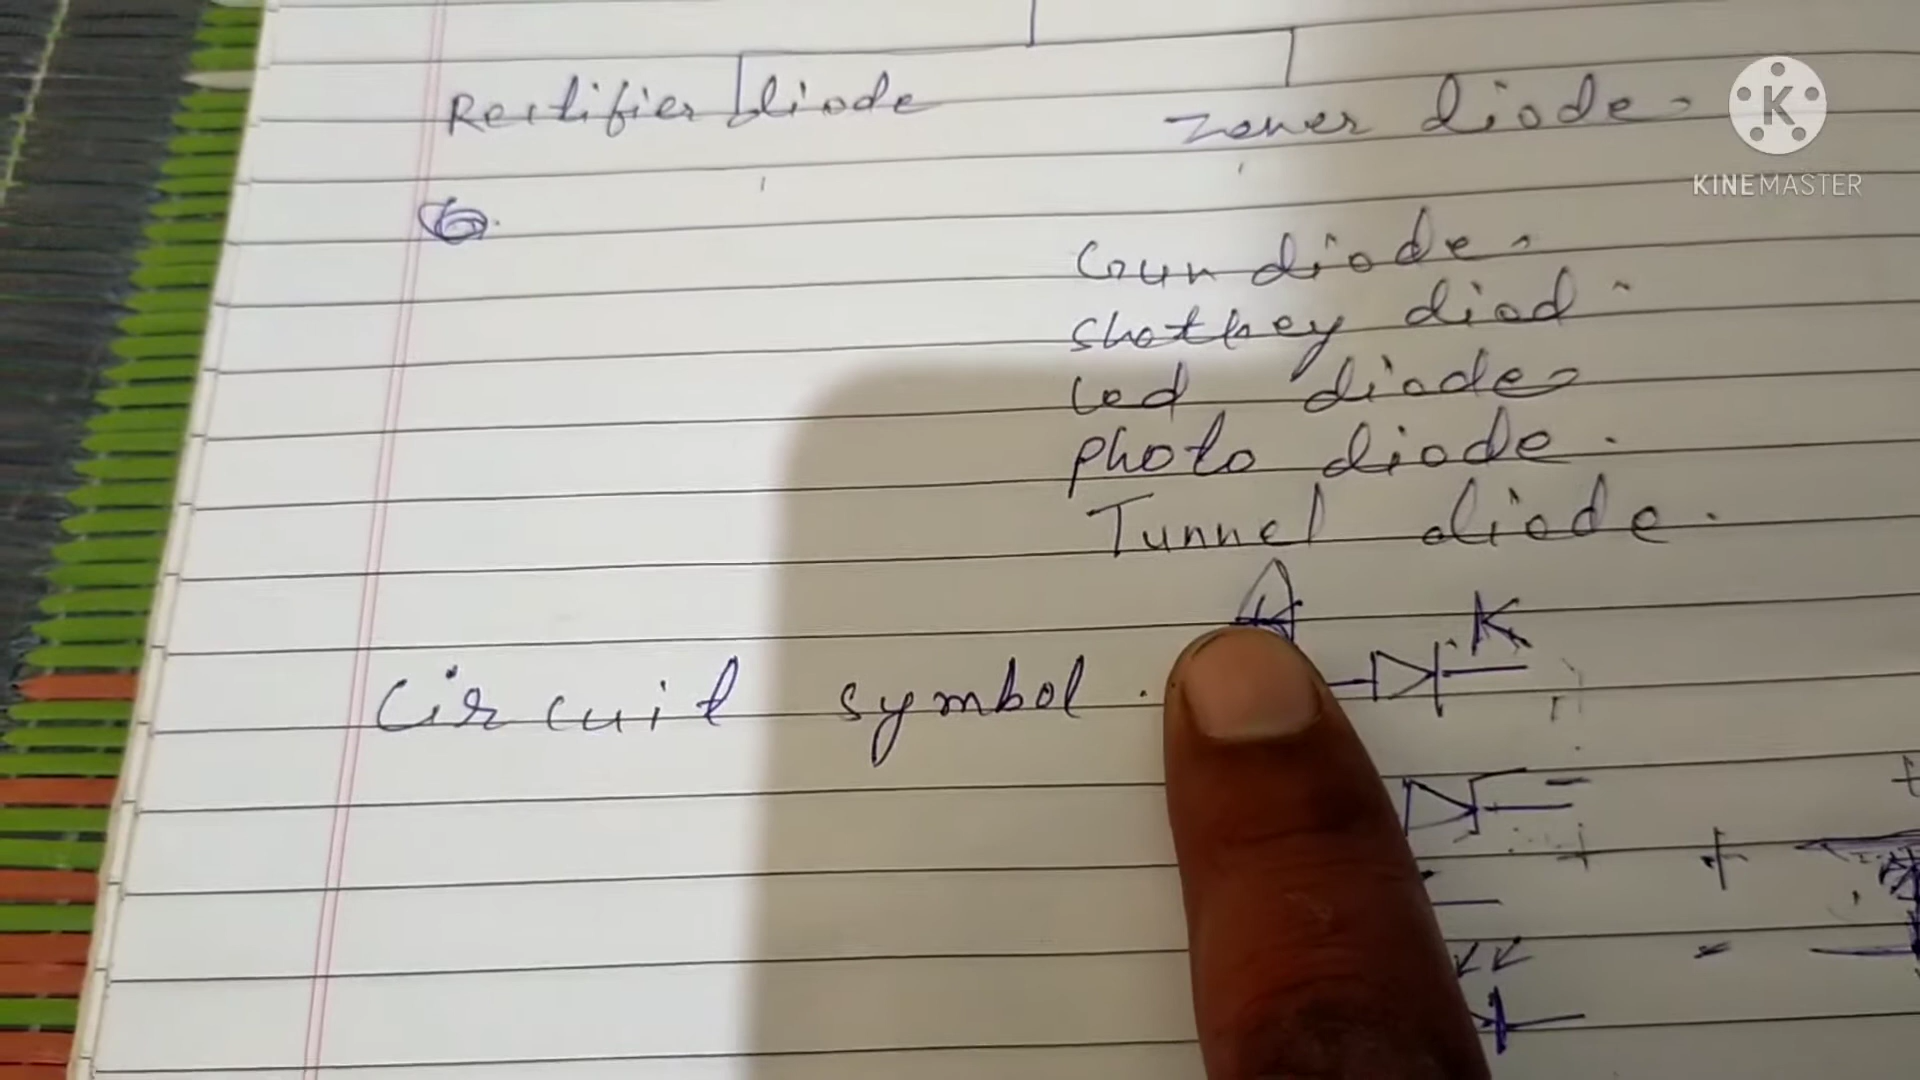 Rectifier diode
Zener diode
K
KINEMASTER
Gun diode
Shotkey diod
Led diode
Photo diode
Tunnel diode
A K
Circuit symbol
+
-